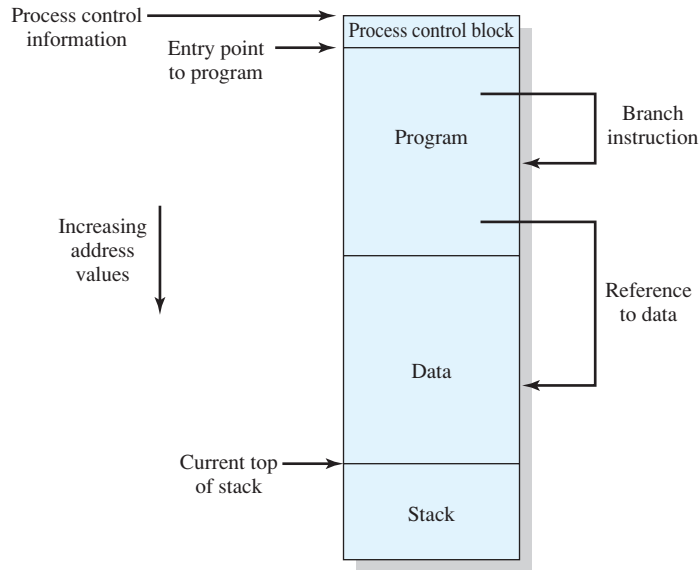 Process control
information
Process control block
Entry point
to program
Program
Branch
instruction
Increasing
address
values
Reference
to data
Data
Current top
of stack
Stack